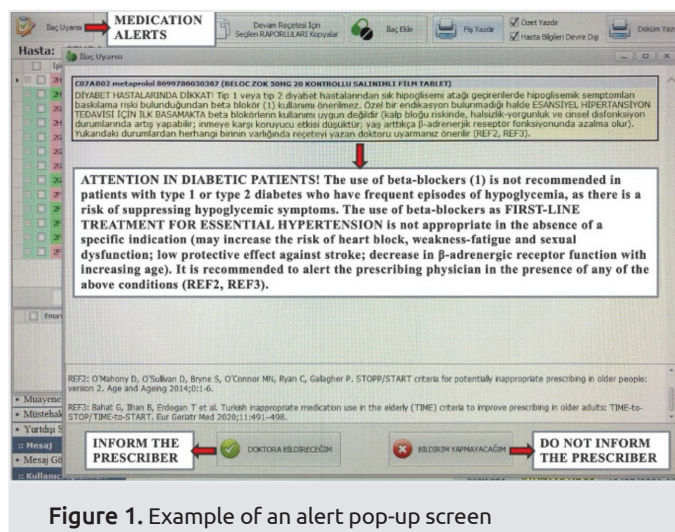 MEDICATION
ALERTS
İlaç Uyarısı
Devam Reçetesi İçin
Seçilen RAPORLULARI Kopyalar
İlaç Ekle
Fiş Yazdır
Özet Yazdır
Hasta Bilgileri Devre Dışı
Döküm Yaz
Hasta:
İlaç Uyarısı
C07AB02 metaprolol 8699786030367 (BELOC ZOK 50MG 20 KONTROLLU SALINIMLI FİLM TABLET)
DİYABET HASTALARINDA DİKKAT! Tip 1 veya tip 2 diyabet hastalarından sık hipoglisemi atağı geçirenlerde hipoglisemik semptomları
baskılama riski bulunduğundan beta blokör (1) kullanımı önerilmez. Özel bir endikasyon bulunmadığı halde ESANSİYEL HİPERTANSİYON
TEDAVİSİ İÇİN İLK BASAMAKTA beta blokörlerin kullanımı uygun değildir (kalp bloğu riskinde, halsizlik-yorgunluk ve cinsel disfonksiyon
durumlarında artış yapabilir; inmeye karşı koruyucu etkisi düşüktür; yaş arttıkça β-adrenerjik reseptör fonksiyonunda azalma olur).
Yukarıdaki durumlardan herhangi birinin varlığında reçeteyi yazan doktoru uyarmanız önerilir (REF2, REF3).
ATTENTION IN DIABETIC PATIENTS! The use of beta-blockers (1) is not recommended in
patients with type 1 or type 2 diabetes who have frequent episodes of hypoglycemia, as there is a
risk of suppressing hypoglycemic symptoms. The use of beta-blockers as FIRST-LINE
TREATMENT FOR ESSENTIAL HYPERTENSION is not appropriate in the absence of a
specific indication (may increase the risk of heart block, weakness-fatigue and sexual
dysfunction; low protective effect against stroke; decrease in β-adrenergic receptor function with
increasing age). It is recommended to alert the prescribing physician in the presence of any of the
above conditions (REF2, REF3).
REF2: O'Mahony D, O'Sullivan D, Bryne S, O'Connor MN, Ryan C, Gallagher P. STOPP/START criteria for potentially inappropriate prescribing in older people:
version 2. Age and Ageing 2014;0:1-6.
REF3: Bahat G, Ilhan B, Erdogan T et al. Turkish inappropriate medication use in the elderly (TIME) criteria to improve prescribing in older adults: TIME-to-
STOP/TIME-to-START. Eur Geriatr Med 2020;11:491–498.
• Muayene
• Müstehak
• Yurtdışı S
:: Mesaj
• Mesaj Gö
:: Kullanıc
INFORM THE
PRESCRIBER
DOKTORA BİLDİRECEĞİM
BİLDİRİM YAPMAYACAĞIM
DO NOT INFORM
THE PRESCRIBER
Figure 1. Example of an alert pop-up screen